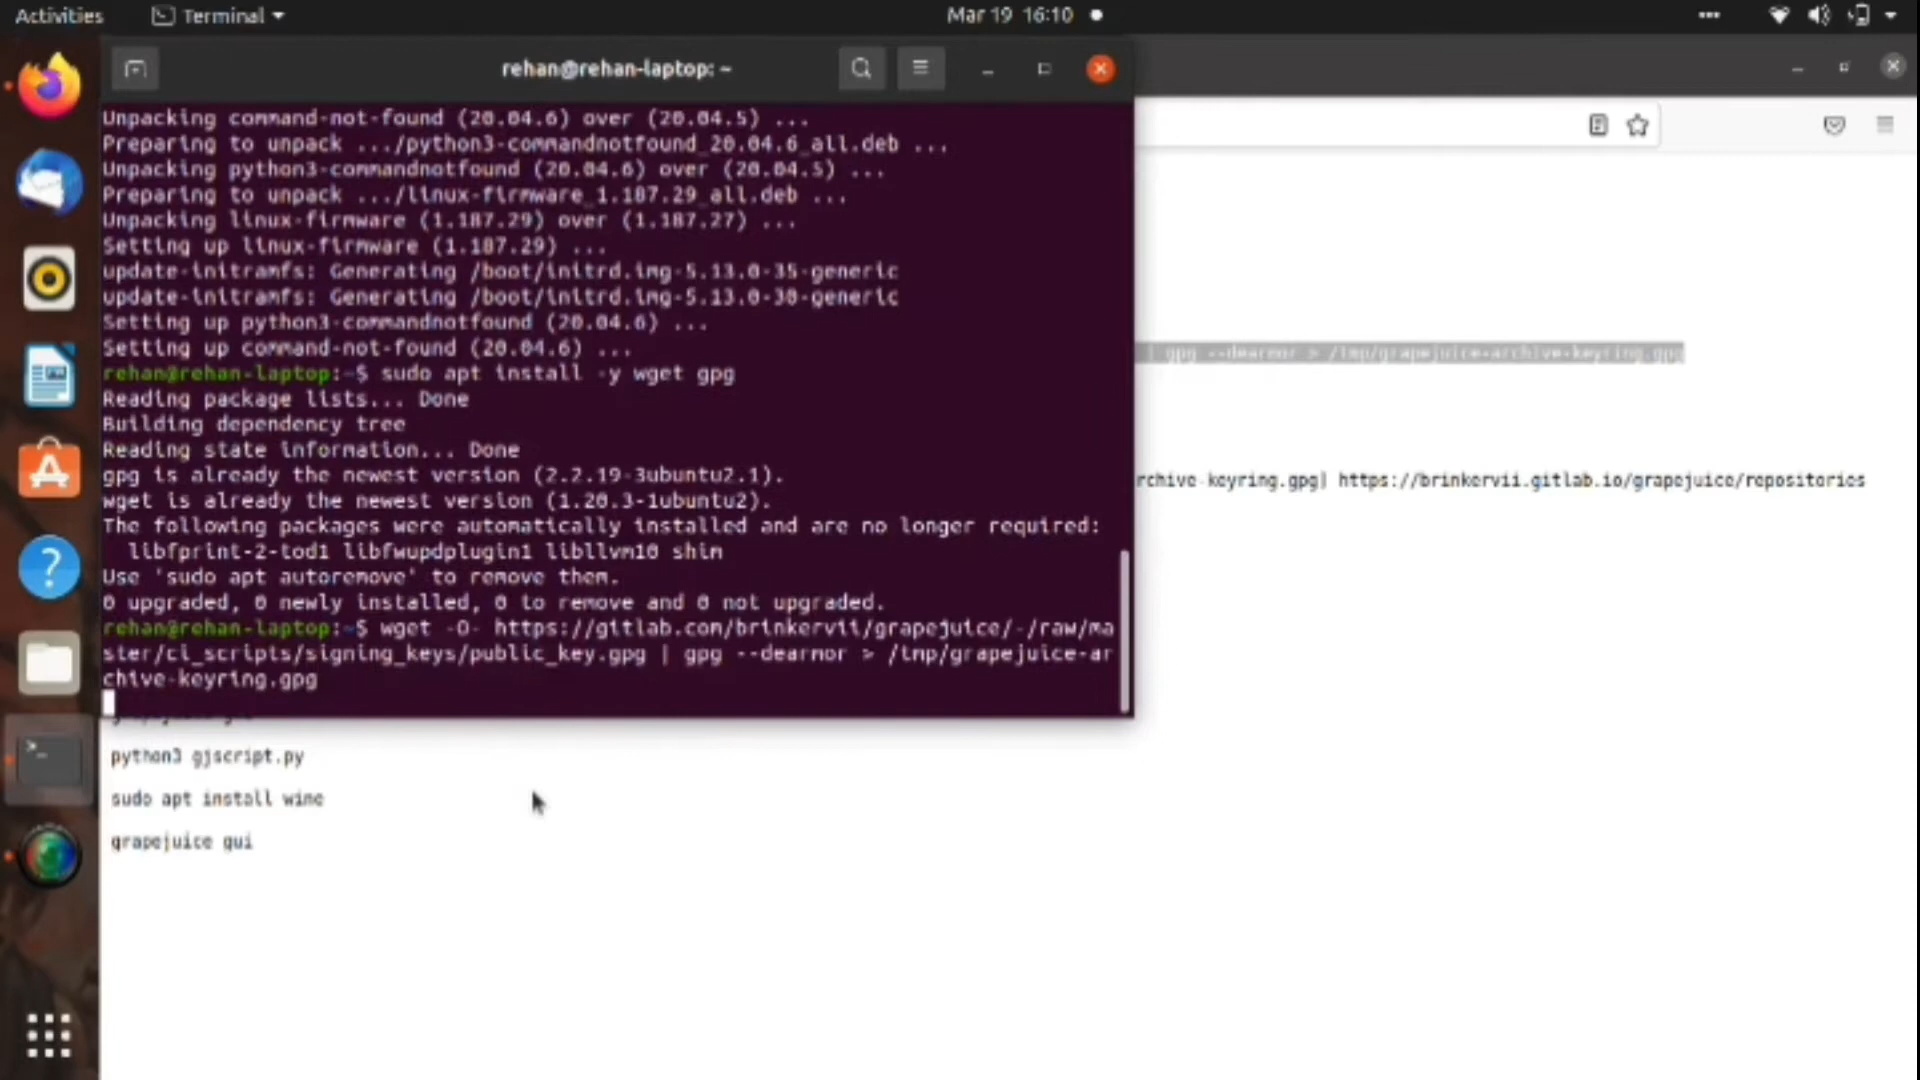 Activities Terminal Mar 19 16:10
rehan@rehan-laptop: ~
Unpacking command-not-found (20.04.6) over (20.04.5) ...
Preparing to unpack .../python3-commandnotfound_20.04.6_all.deb ...
Unpacking python3-commandnotfound (20.04.6) over (20.04.5) ...
Preparing to unpack .../linux-firmware_1.187.29_all.deb ...
Unpacking linux-firmware (1.187.29) over (1.187.27) ...
Setting up linux-firmware (1.187.29) ...
update-initramfs: Generating /boot/initrd.img-5.13.0-35-generic
update-initramfs: Generating /boot/initrd.img-5.13.0-30-generic
Setting up python3-commandnotfound (20.04.6) ...
Setting up command-not-found (20.04.6) ...
rehan@rehan-laptop:~$ sudo apt install -y wget gpg
Reading package lists... Done
Building dependency tree
Reading state information... Done
gpg is already the newest version (2.2.19-3ubuntu2.1).
wget is already the newest version (1.20.3-1ubuntu2).
The following packages were automatically installed and are no longer required:
libfprint-2-tod1 libfwupdplugin1 libllvm10 shim
Use 'sudo apt autoremove' to remove them.
0 upgraded, 0 newly installed, 0 to remove and 0 not upgraded.
rehan@rehan-laptop:~$ wget -O- https://gitlab.com/brinkervii/grapejuice/-/raw/ma
ster/ci_scripts/signing_keys/public_key.gpg | gpg --dearmor > /tmp/grapejuice-ar
chive-keyring.gpg
| gpg --dearmor > /tmp/grapejuice-archive-keyring.gpg
rchive-keyring.gpg] https://brinkervii.gitlab.io/grapejuice/repositories
python3 gjscript.py
sudo apt install wine
grapejuice gui